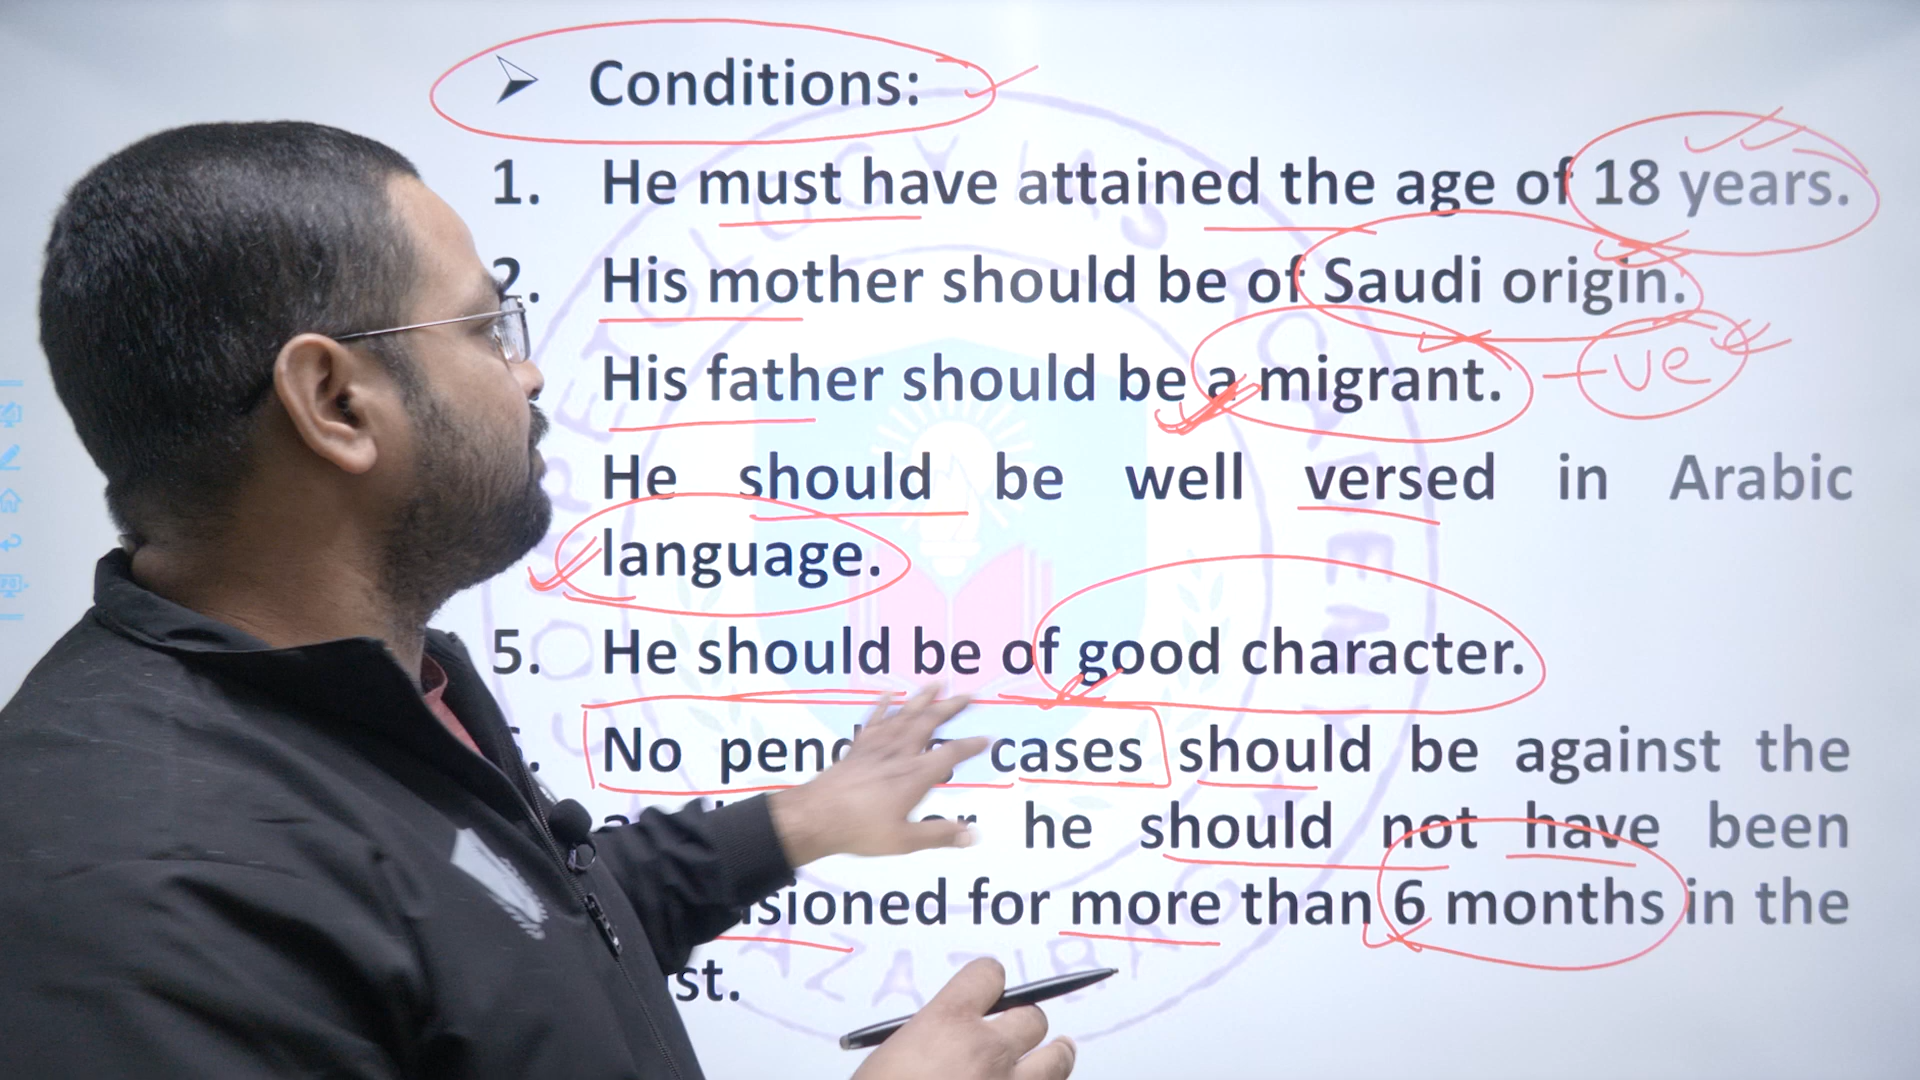 Conditions:
1. He must have attained the age of 18 years.
2. His mother should be of Saudi origin.
His father should be a migrant. -ve
He should be well versed in Arabic
language.
5. He should be of good character.
No cases should be against the
he should not have been
for more than 6 months in the